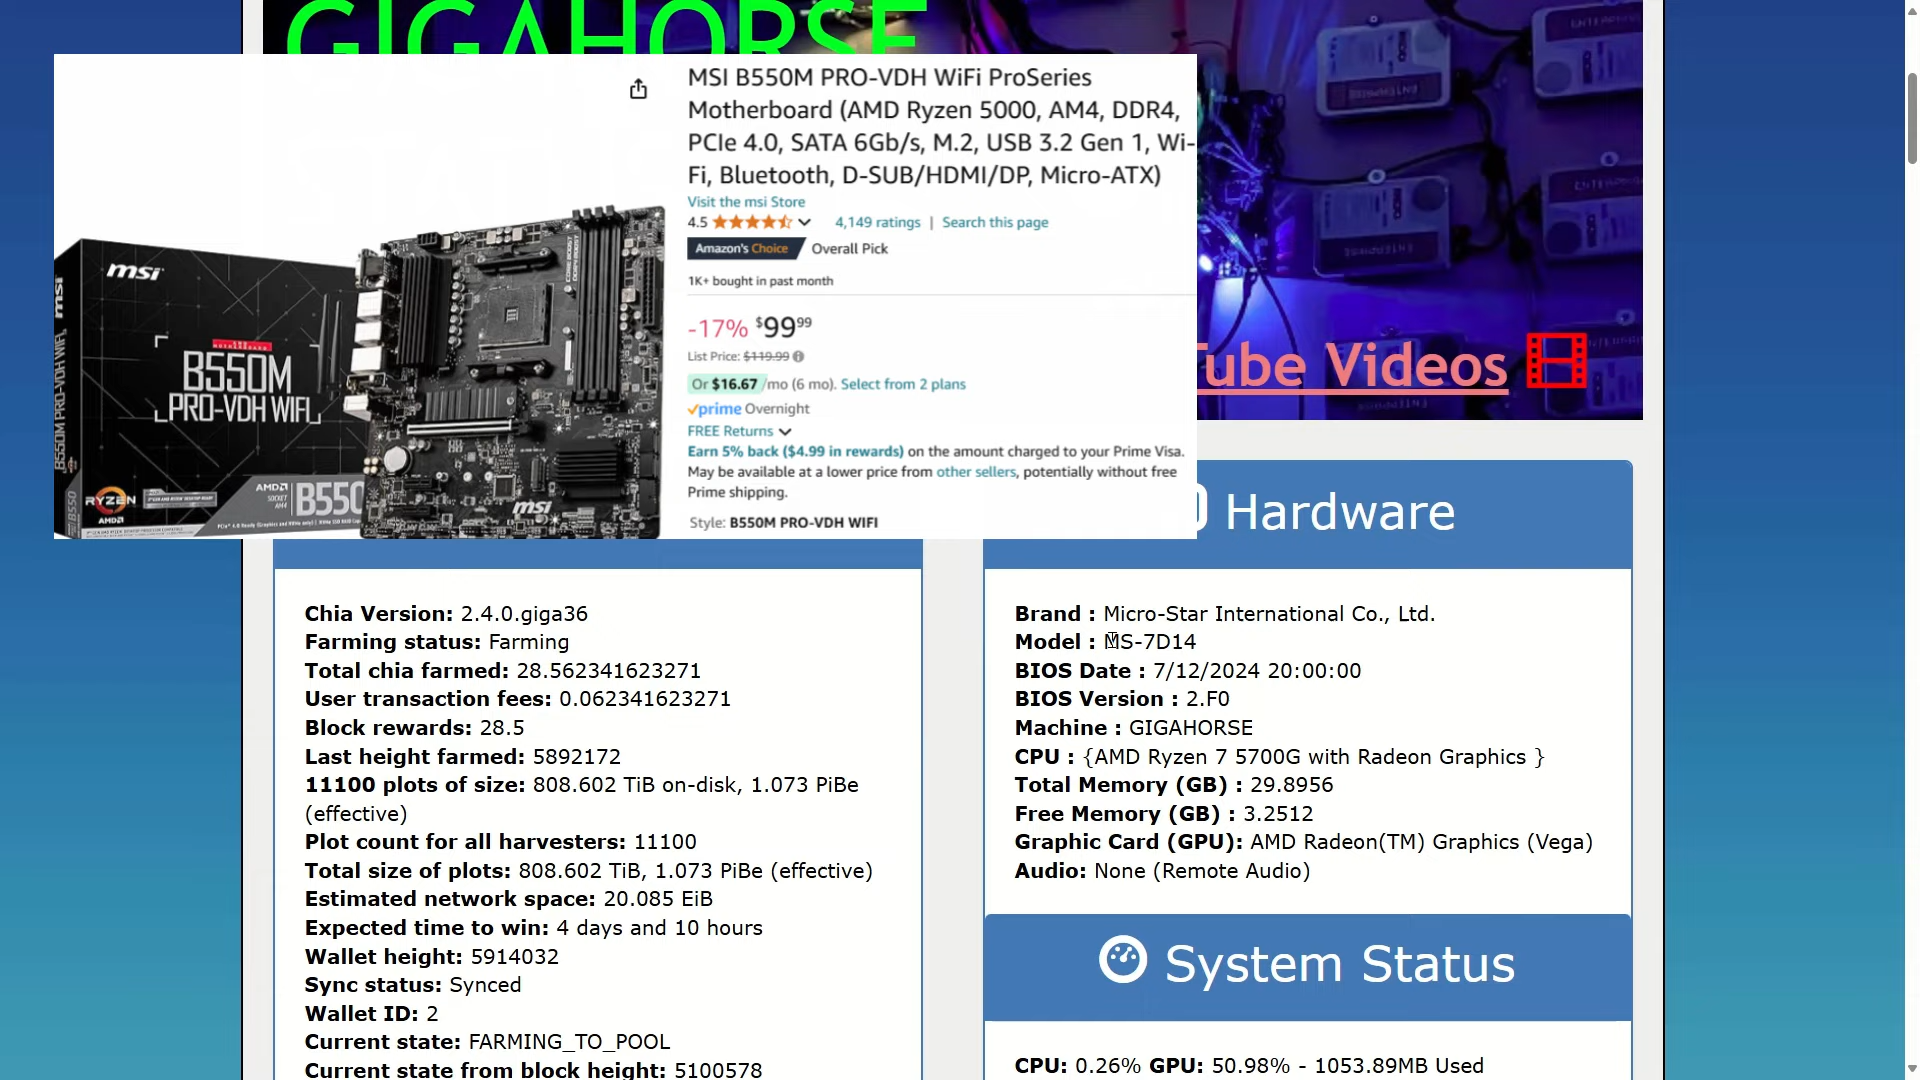 GIGAHORSE
MSI B550M PRO-VDH WiFi ProSeries
Motherboard (AMD Ryzen 5000, AM4, DDR4,
PCIe 4.0, SATA 6Gb/s, M.2, USB 3.2 Gen 1, Wi-
Fi, Bluetooth, D-SUB/HDMI/DP, Micro-ATX)
Visit the msi Store
4.5 4,149 ratings | Search this page
Amazon's Choice Overall Pick
1K+ bought in past month
-17% $99.99
List Price: $119.99
Or $16.67 /mo (6 mo). Select from 2 plans
prime Overnight
FREE Returns
Earn 5% back ($4.99 in rewards) on the amount charged to your Prime Visa.
May be available at a lower price from other sellers, potentially without free
Prime shipping.
Style: B550M PRO-VDH WIFI
msi
B550M
PRO-VDH WIFI
msi
B550M PRO-VDH WIFI
B550
RYZEN
AMD
AMD
SOCKET
AM4
B550
msi
Tube Videos
Hardware
Chia Version: 2.4.0.giga36
Farming status: Farming
Total chia farmed: 28.562341623271
User transaction fees: 0.062341623271
Block rewards: 28.5
Last height farmed: 5892172
11100 plots of size: 808.602 TiB on-disk, 1.073 PiBe
(effective)
Plot count for all harvesters: 11100
Total size of plots: 808.602 TiB, 1.073 PiBe (effective)
Estimated network space: 20.085 EiB
Expected time to win: 4 days and 10 hours
Wallet height: 5914032
Sync status: Synced
Wallet ID: 2
Current state: FARMING_TO_POOL
Current state from block height: 5100578
Brand : Micro-Star International Co., Ltd.
Model : MS-7D14
BIOS Date : 7/12/2024 20:00:00
BIOS Version : 2.F0
Machine : GIGAHORSE
CPU : {AMD Ryzen 7 5700G with Radeon Graphics }
Total Memory (GB) : 29.8956
Free Memory (GB) : 3.2512
Graphic Card (GPU): AMD Radeon(TM) Graphics (Vega)
Audio: None (Remote Audio)
System Status
CPU: 0.26% GPU: 50.98% - 1053.89MB Used